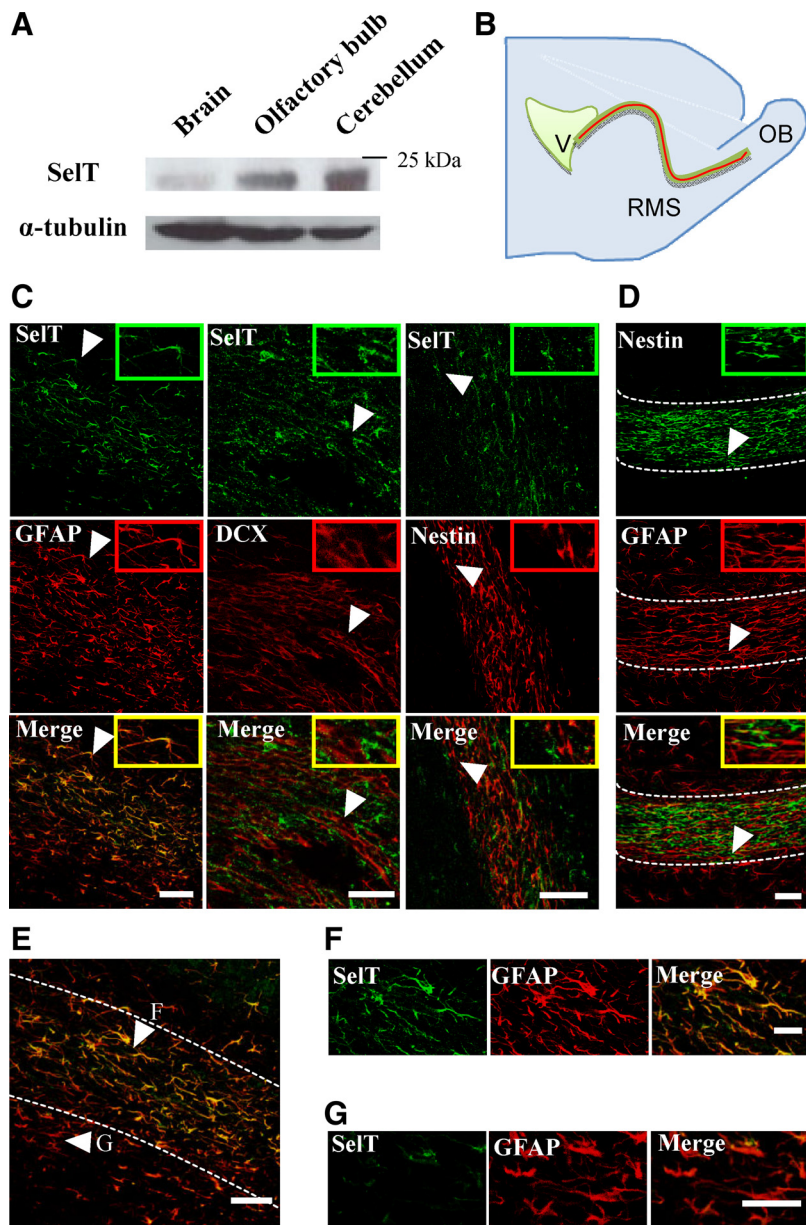 A
Brain
Olfactory bulb
Cerebellum
25 kDa
SelT
α-tubulin
B
V
OB
RMS
C
SelT
SelT
SelT
GFAP
DCX
Nestin
Merge
Merge
Merge
D
Nestin
GFAP
Merge
E
F
G
F
SelT
GFAP
Merge
G
SelT
GFAP
Merge